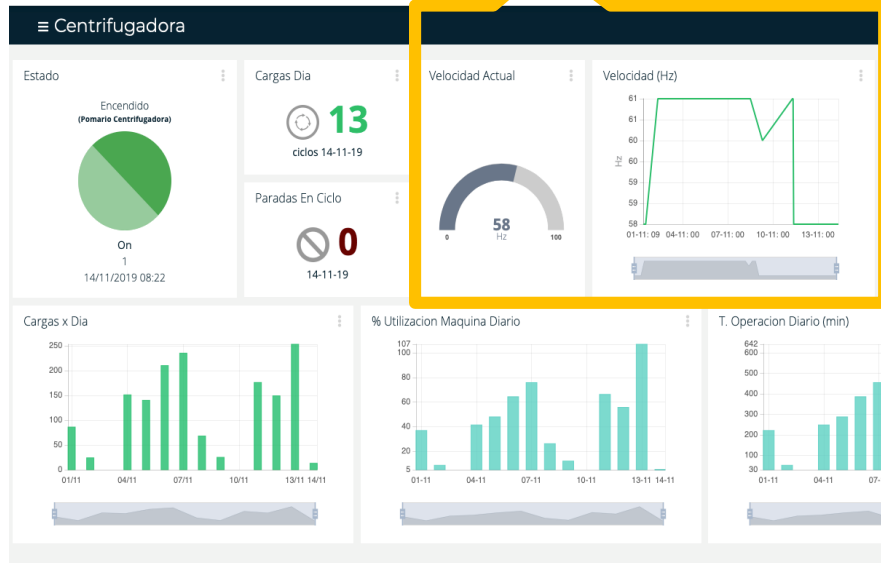 ≡ Centrifugadora
Estado
Encendido
(Pomario Centrifugadora)
On
1
14/11/2019 08:22
Cargas Dia
13
ciclos 14-11-19
Paradas En Ciclo
0
14-11-19
Velocidad Actual
58
Hz
0
100
Velocidad (Hz)
61
61
60
60
59
59
58
Hz
01-11: 09 04-11: 00 07-11: 00 10-11: 00 13-11: 00
Cargas x Dia
250
200
150
100
50
0
01/11 04/11 07/11 10/11 13/11 14/11
% Utilizacion Maquina Diario
107
100
80
60
40
20
5
01-11 04-11 07-11 10-11 13-11 14-11
T. Operacion Diario (min)
642
600
500
400
300
200
100
30
01-11 04-11 07-